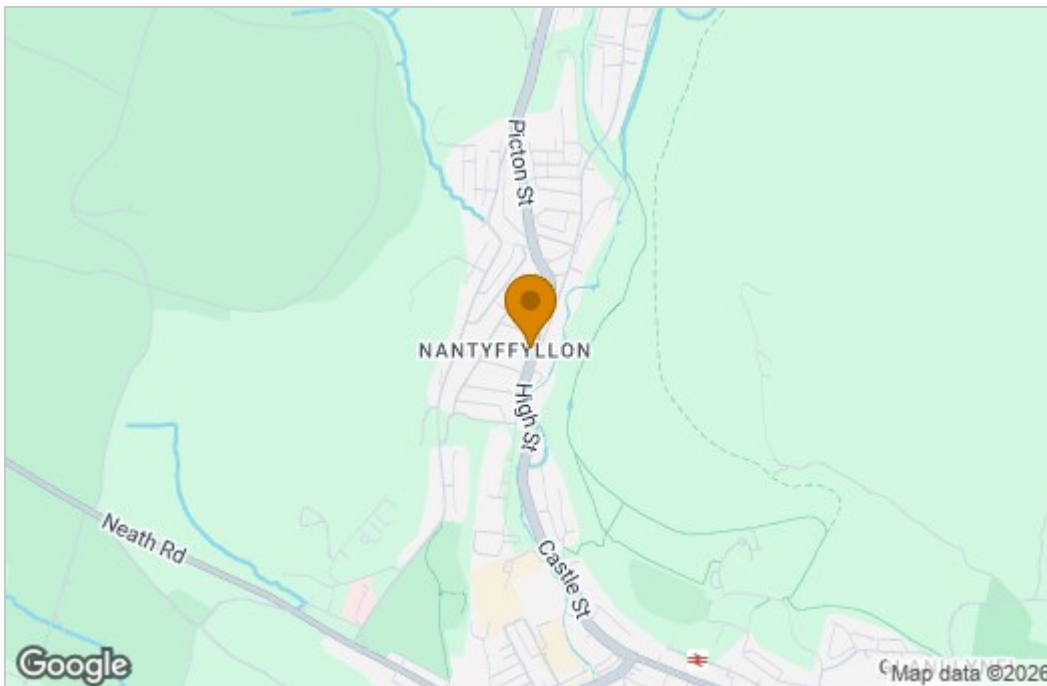 Picton St
NANTYFFYLLON
High St
Neath Rd
Castle St
Google
Map data ©2026